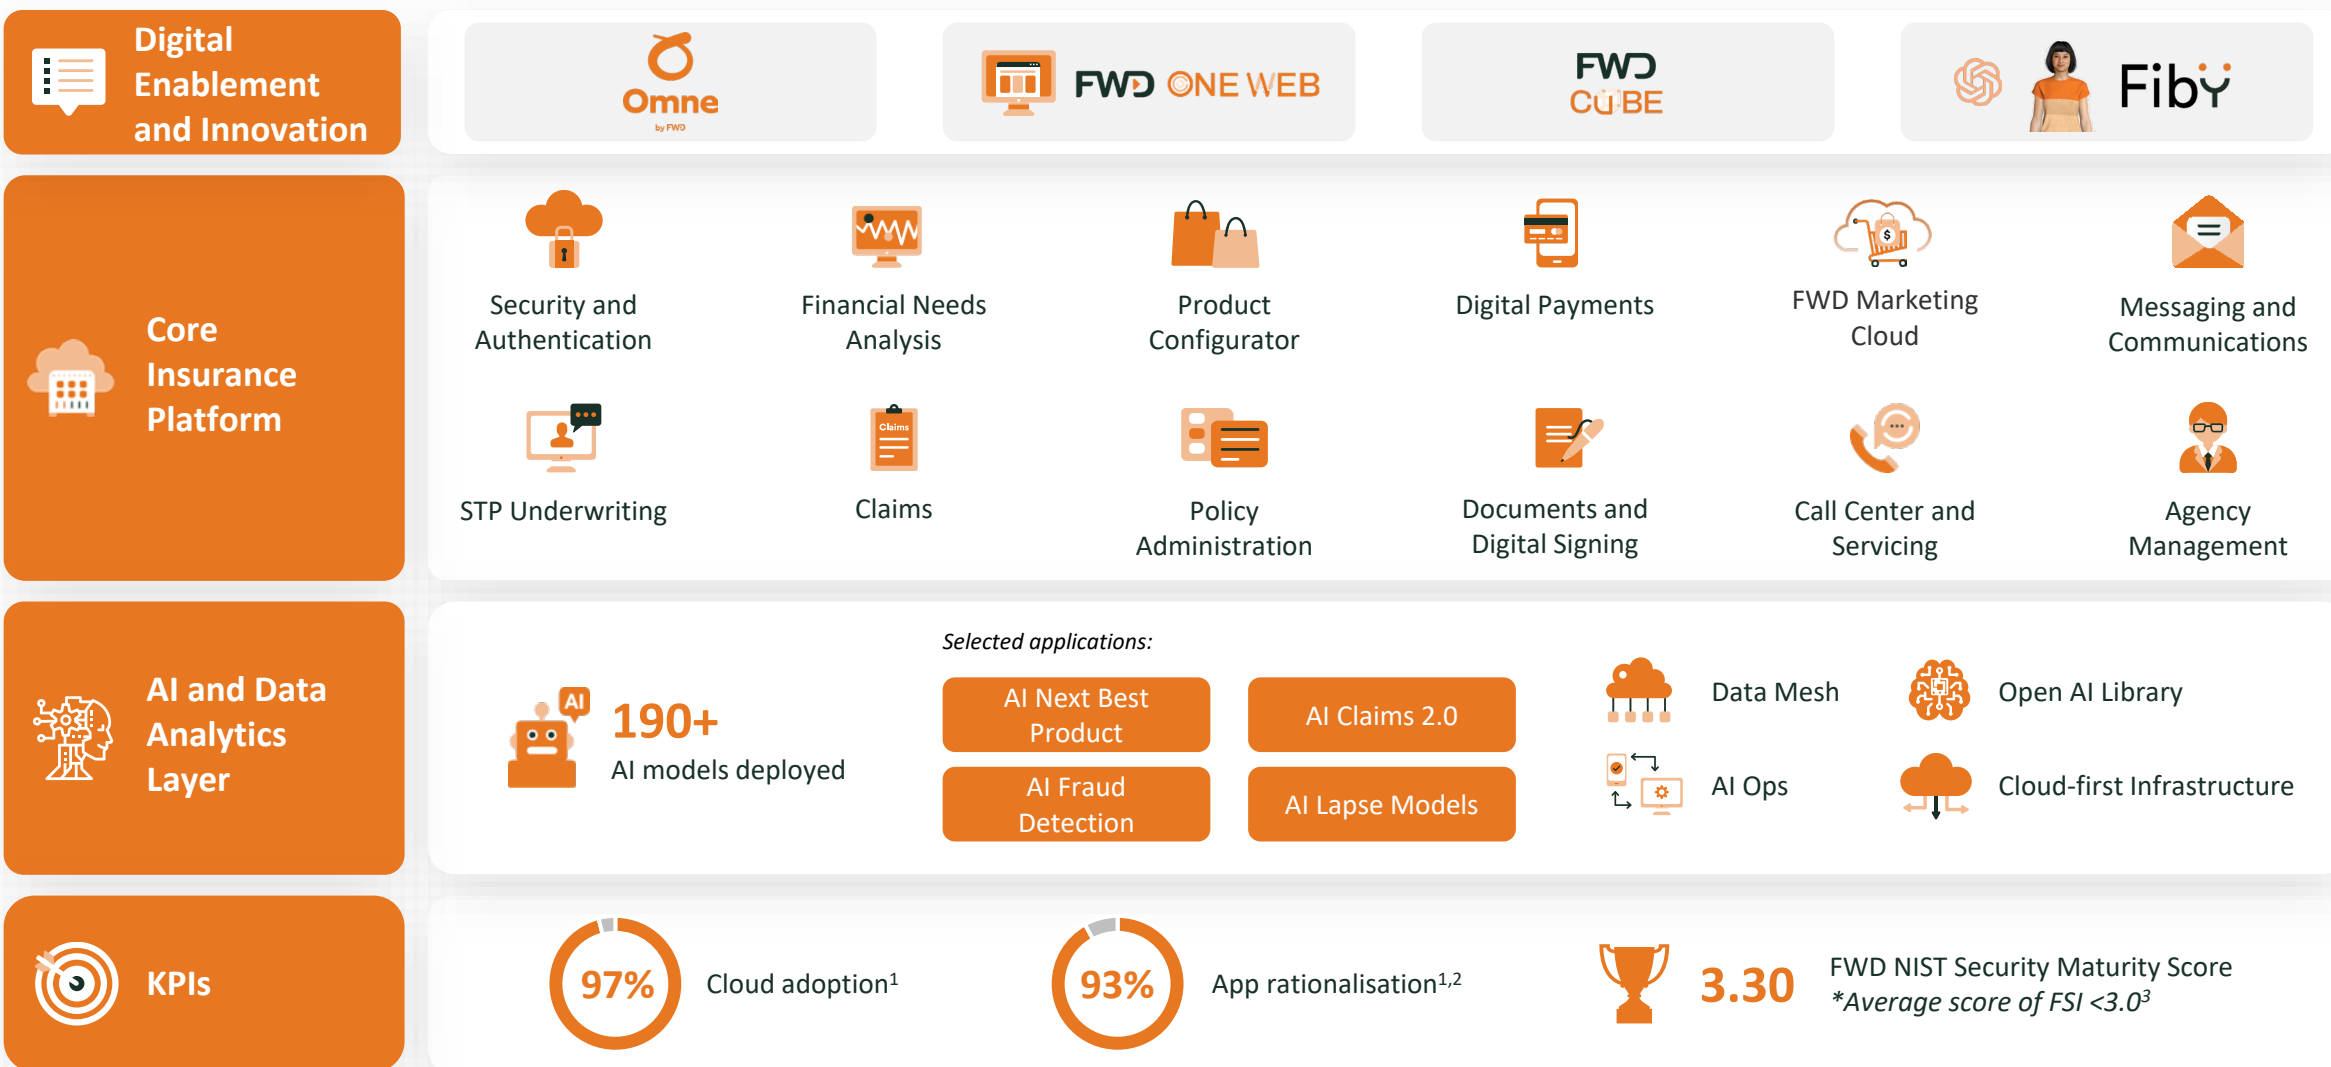 Digital
Enablement
and Innovation
Omne
by FWD
FWD ONE WEB
FWD
CUBE
Fiby
Core
Insurance
Platform
Security and
Authentication
Financial Needs
Analysis
Product
Configurator
Digital Payments
FWD Marketing
Cloud
Messaging and
Communications
STP Underwriting
Claims
Claims
Policy
Administration
Documents and
Digital Signing
Call Center and
Servicing
Agency
Management
AI and Data
Analytics
Layer
AI
190+
AI models deployed
Selected applications:
AI Next Best
Product
AI Claims 2.0
AI Fraud
Detection
AI Lapse Models
Data Mesh
Open AI Library
AI Ops
Cloud-first Infrastructure
KPIs
97%
Cloud adoption¹
93%
App rationalisation¹,²
3.30
FWD NIST Security Maturity Score
*Average score of FSI <3.0³